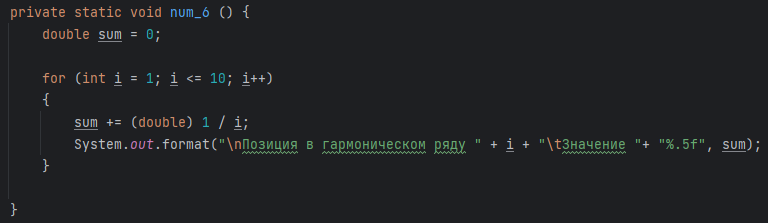 private static void num_6 () {
double sum = 0;
for (int i = 1; i <= 10; i++)
{
sum += (double) 1 / i;
System.out.format("\nПозиция в гармоническом ряду " + i + "\tЗначение "+ "%.5f", sum);
}
}